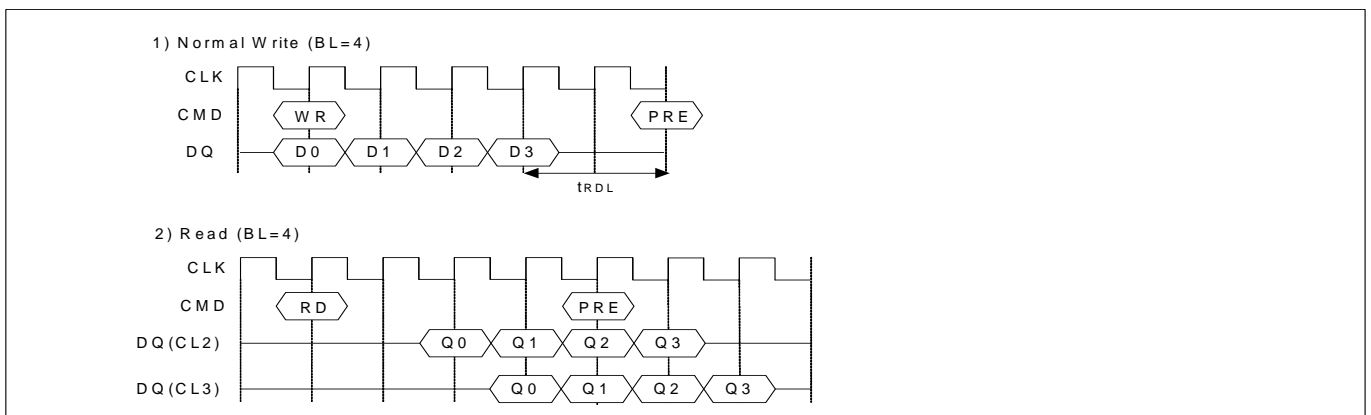 1) Normal Write (BL=4)
CLK
CMD WR PRE
DQ D0 D1 D2 D3
tRDL
2) Read (BL=4)
CLK
CMD RD PRE
DQ(CL2) Q0 Q1 Q2 Q3
DQ(CL3) Q0 Q1 Q2 Q3